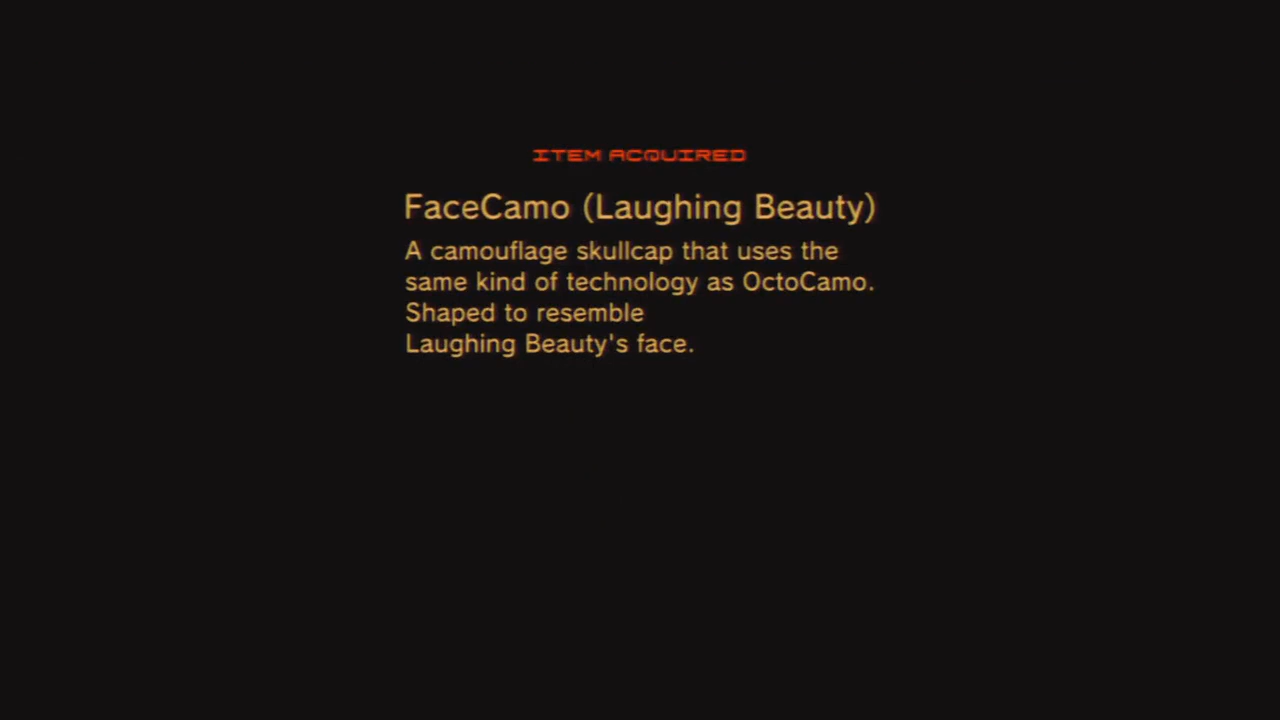 ITEM ACQUIRED
FaceCamo (Laughing Beauty)
A camouflage skullcap that uses the
same kind of technology as OctoCamo.
Shaped to resemble
Laughing Beauty's face.